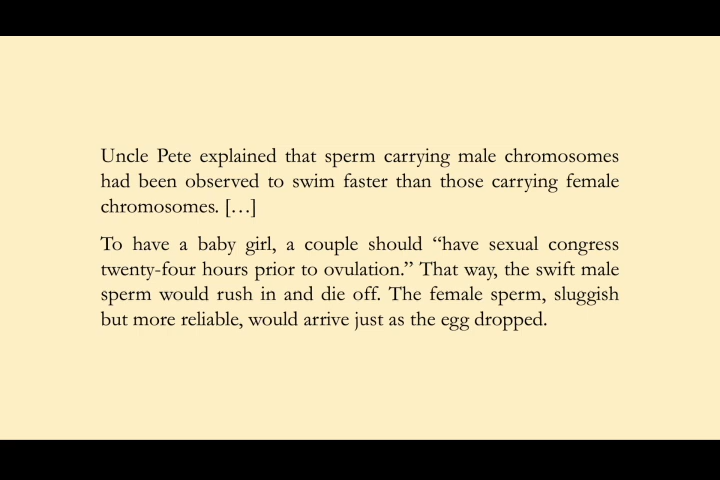 Uncle Pete explained that sperm carrying male chromosomes
had been observed to swim faster than those carrying female
chromosomes. […]
To have a baby girl, a couple should “have sexual congress
twenty-four hours prior to ovulation.” That way, the swift male
sperm would rush in and die off. The female sperm, sluggish
but more reliable, would arrive just as the egg dropped.